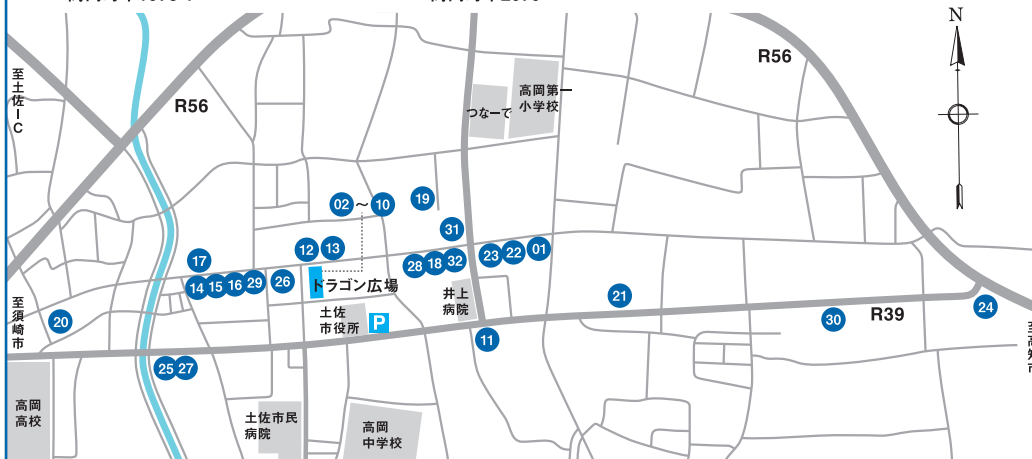 N
R56
至土佐IC
R56
高岡第一
小学校
つなーで
02～10
19
31
12
13
17
28
18
32
23
22
01
14
15
16
29
26
ドラゴン広場
井上
病院
21
24
土佐
市役所
P
20
至須崎市
30
R39
11
25
27
高岡
高校
土佐市民
病院
高岡
中学校